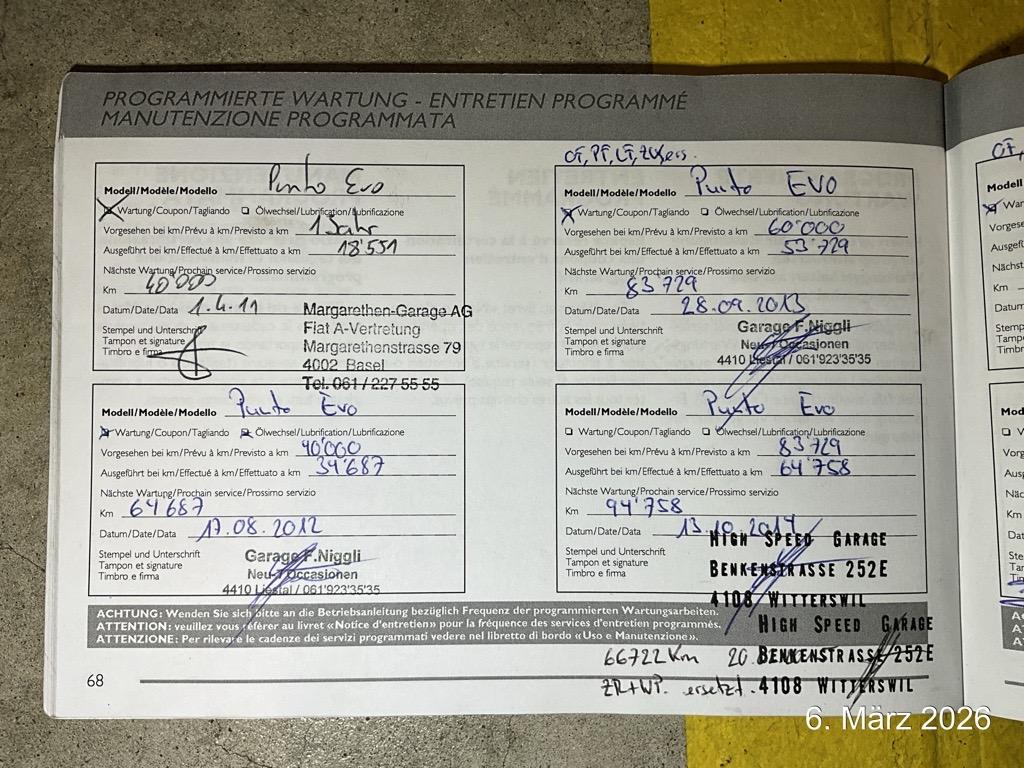 PROGRAMMIERTE WARTUNG - ENTRETIEN PROGRAMMÉ
MANUTENZIONE PROGRAMMATA
Modell/Modèle/Modello Punto Evo
Wartung/Coupon/Tagliando Ölwechsel/Lubrification/Lubrificazione
Vorgesehen bei km/Prévu à km/Previsto a km 1 Jahr
Ausgeführt bei km/Effectué à km/Effettuato a km 18'551
Nächste Wartung/Prochain service/Prossimo servizio
Km 40'000
Datum/Date/Data 1.4.11
Stempel und Unterschrift
Tampon et signature
Timbro e firma
Margarethen-Garage AG
Fiat A-Vertretung
Margarethenstrasse 79
4002 Basel
Tel. 061 / 227 55 55
Modell/Modèle/Modello Punto Evo
Wartung/Coupon/Tagliando Ölwechsel/Lubrification/Lubrificazione
Vorgesehen bei km/Prévu à km/Previsto a km 40'000
Ausgeführt bei km/Effectué à km/Effettuato a km 34'687
Nächste Wartung/Prochain service/Prossimo servizio
Km 64'687
Datum/Date/Data 17.08.2012
Stempel und Unterschrift
Tampon et signature
Timbro e firma
Garage F.Niggli
Neu-/ Occasionen
4410 Liestal / 061'923'35'35
OF, PF, LF, ZK ers.
Modell/Modèle/Modello Punto EVO
Wartung/Coupon/Tagliando Ölwechsel/Lubrification/Lubrificazione
Vorgesehen bei km/Prévu à km/Previsto a km 60'000
Ausgeführt bei km/Effectué à km/Effettuato a km 53'729
Nächste Wartung/Prochain service/Prossimo servizio
Km 83'729
Datum/Date/Data 28.09.2013
Stempel und Unterschrift
Tampon et signature
Timbro e firma
Garage F.Niggli
Neu-/ Occasionen
4410 Liestal / 061'923'35'35
Modell/Modèle/Modello Punto Evo
Wartung/Coupon/Tagliando Ölwechsel/Lubrification/Lubrificazione
Vorgesehen bei km/Prévu à km/Previsto a km 83'729
Ausgeführt bei km/Effectué à km/Effettuato a km 64'758
Nächste Wartung/Prochain service/Prossimo servizio
Km 94'758
Datum/Date/Data 13.10.2014
Stempel und Unterschrift
Tampon et signature
Timbro e firma
HIGH SPEED GARAGE
BENKENSTRASSE 252E
4108 WITTERSWIL
ACHTUNG: Wenden Sie sich bitte an die Betriebsanleitung bezüglich Frequenz der programmierten Wartungsarbeiten.
ATTENTION: veuillez vous référer au livret «Notice d'entretien» pour la fréquence des services d'entretien programmés.
ATTENZIONE: Per rilevare le cadenze dei servizi programmati vedere nel libretto di bordo «Uso e Manutenzione».
HIGH SPEED GARAGE
BENKENSTRASSE 252E
4108 WITTERSWIL
66722 Km 20.
ZR+WP. ersetzt.
68
6. März 2026